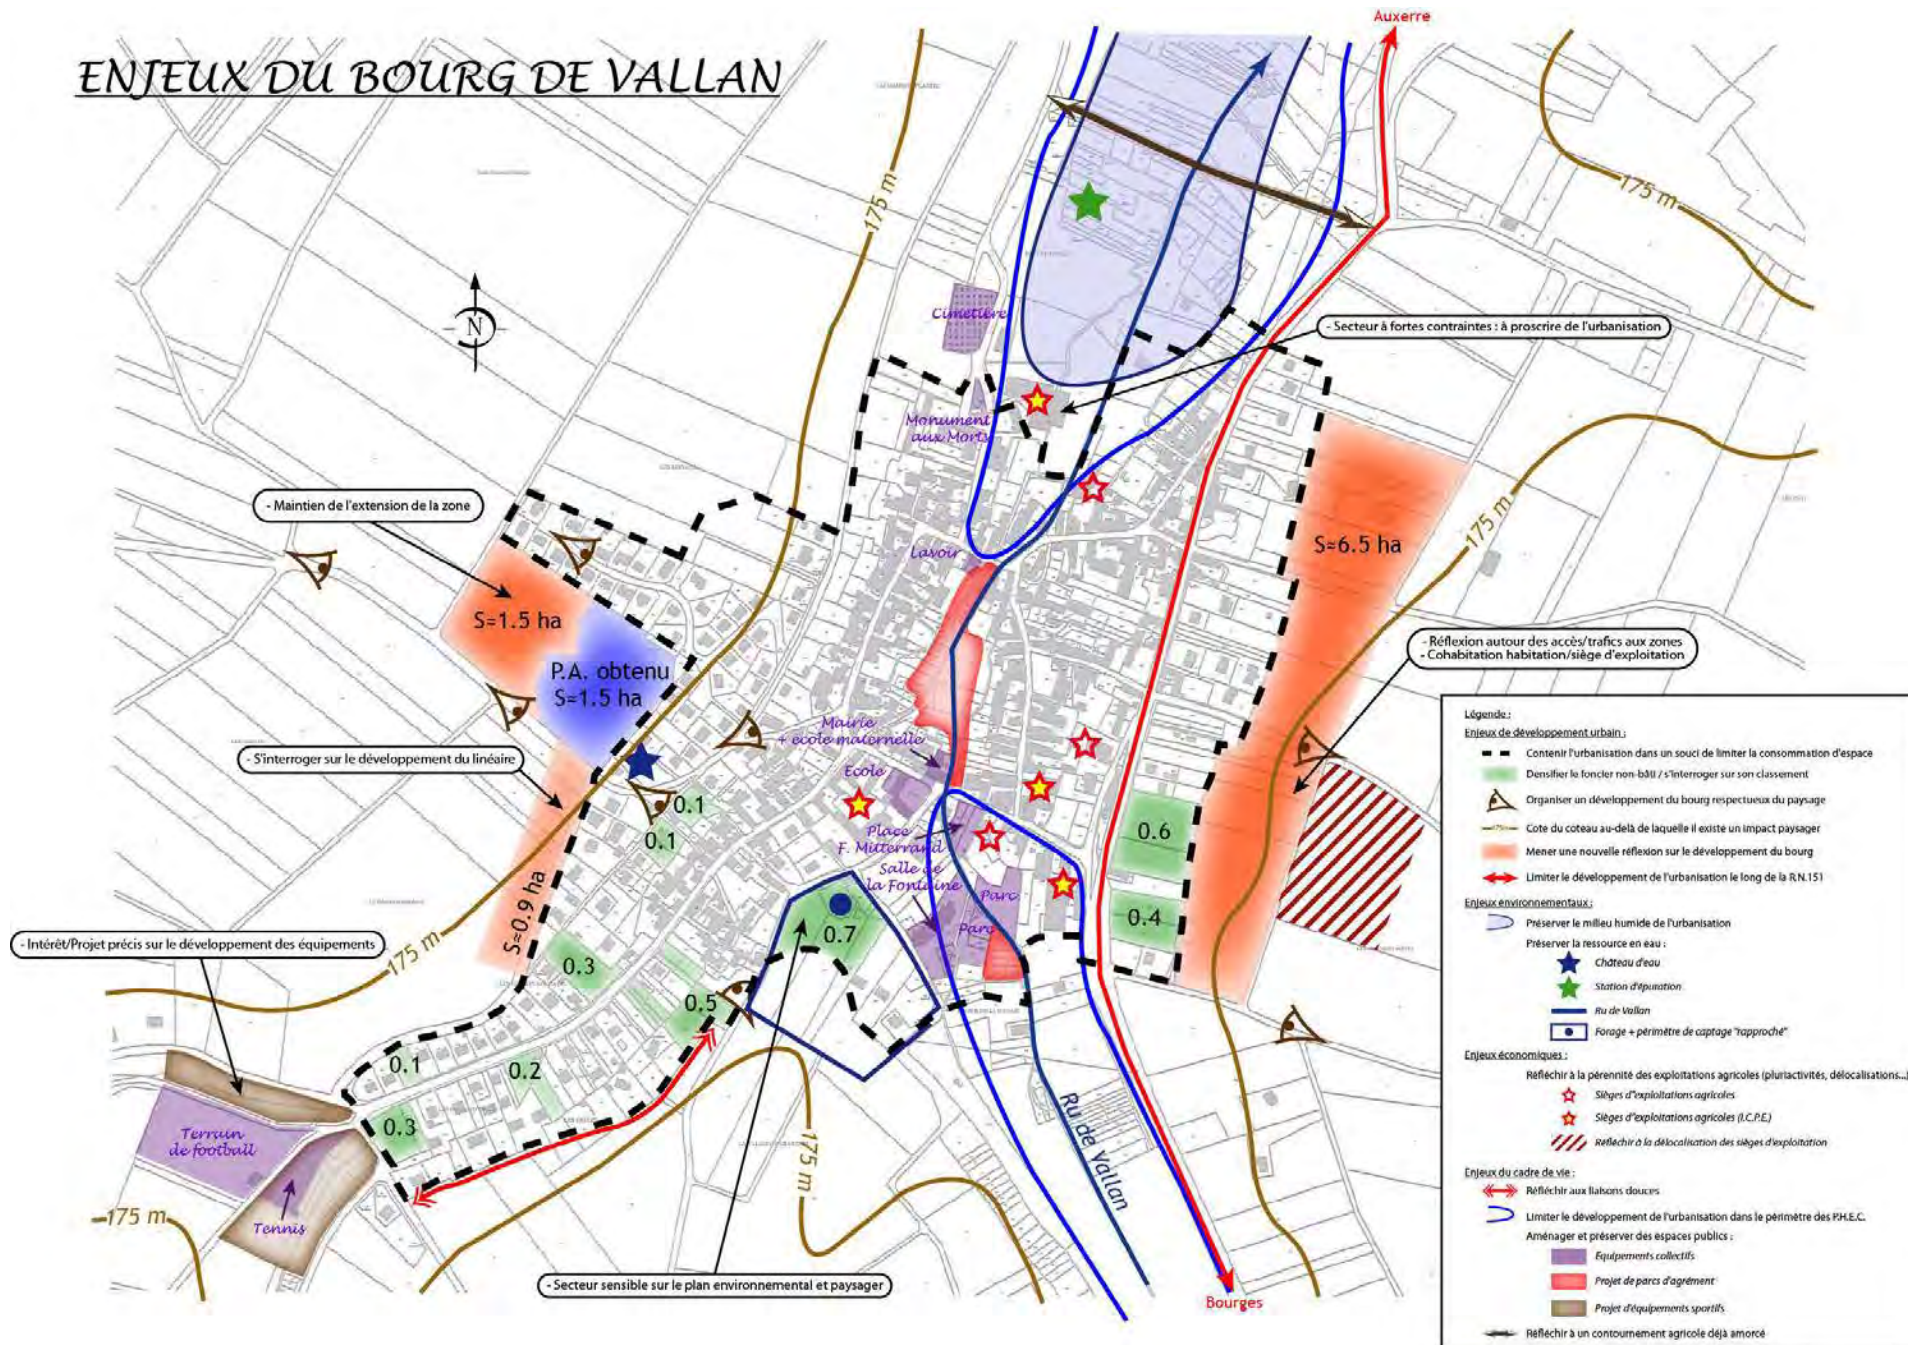 ENJEUX DU BOURG DE VALLAN
Auxerre
175 m
175 m
N
Cimetière
- Secteur à fortes contraintes : à proscrire de l'urbanisation
Monument
aux Morts
- Maintien de l'extension de la zone
Lavoir
S=6.5 ha
175 m
S=1.5 ha
P.A. obtenu
S=1.5 ha
- Réflexion autour des accès/trafics aux zones
- Cohabitation habitation/siège d'exploitation
Mairie
+ ecole maternelle
- S'interroger sur le développement du linéaire
Ecole
0.1
0.1
Place
F. Mitterrand
0.6
Salle de
la Fontaine
Parc
S=0.9 ha
0.7
0.4
Parc
- Intérêt/Projet précis sur le développement des équipements
175 m
0.3
0.5
0.1
0.2
0.3
Terrain
de football
Ru de Vallan
175 m
175 m
Tennis
- Secteur sensible sur le plan environnemental et paysager
Bourges
Légende :
Enjeux de développement urbain :
Contenir l'urbanisation dans un souci de limiter la consommation d'espace
Densifier le foncier non-bâti / s'interroger sur son classement
Organiser un développement du bourg respectueux du paysage
175m
Cote du coteau au-delà de laquelle il existe un impact paysager
Mener une nouvelle réflexion sur le développement du bourg
Limiter le développement de l'urbanisation le long de la R.N.151
Enjeux environnementaux :
Préserver le milieu humide de l'urbanisation
Préserver la ressource en eau :
Château d'eau
Station d'épuration
Ru de Vallan
Forage + périmètre de captage "rapproché"
Enjeux économiques :
Réfléchir à la pérennité des exploitations agricoles (pluriactivités, délocalisations...)
Sièges d'exploitations agricoles
Sièges d'exploitations agricoles (I.C.P.E.)
Réfléchir à la délocalisation des sièges d'exploitation
Enjeux du cadre de vie :
Réfléchir aux liaisons douces
Limiter le développement de l'urbanisation dans le périmètre des P.H.E.C.
Aménager et préserver des espaces publics :
Equipements collectifs
Projet de parcs d'agrément
Projet d'équipements sportifs
Réfléchir à un contournement agricole déjà amorcé